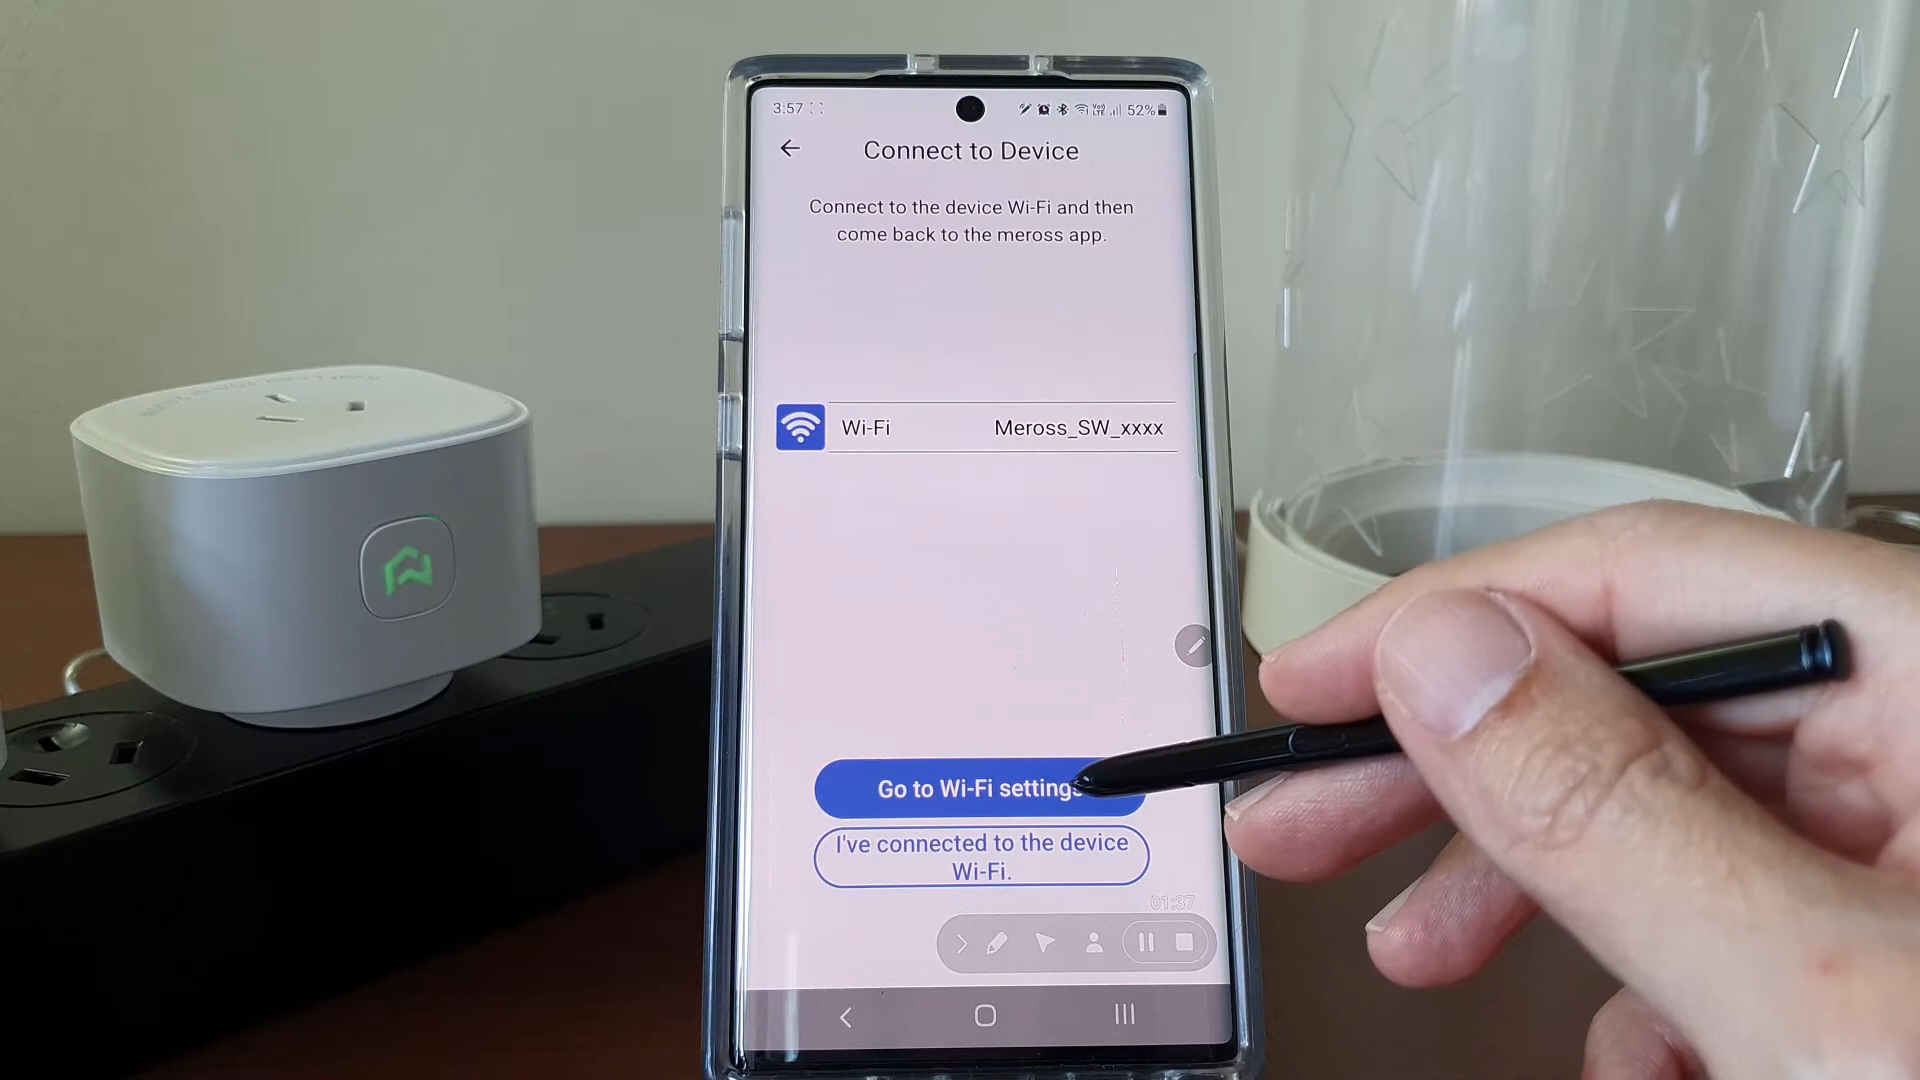 3:57
52%
Connect to Device
Connect to the device Wi-Fi and then
come back to the meross app.
Wi-Fi Meross_SW_xxxx
Go to Wi-Fi settings
I've connected to the device
Wi-Fi.
01:37